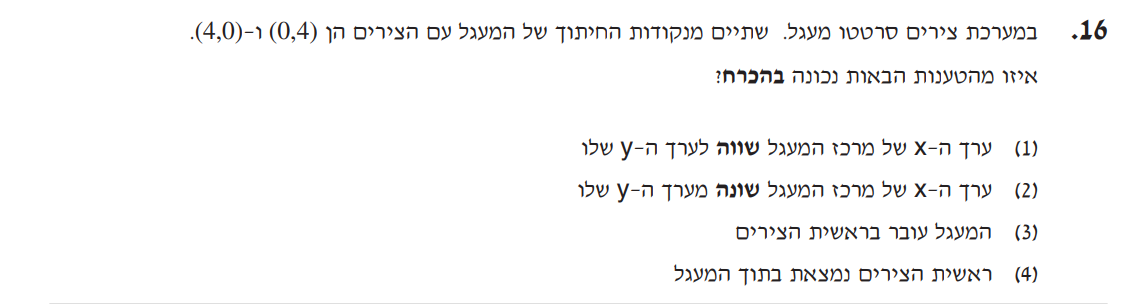 16. במערכת צירים סרטטו מעגל. שתיים מנקודות החיתוך של המעגל עם הצירים הן (0,4) ו-(4,0).
איזו מהטענות הבאות נכונה בהכרח?
(1) ערך ה-x של מרכז המעגל שווה לערך ה-y שלו
(2) ערך ה-x של מרכז המעגל שונה מערך ה-y שלו
(3) המעגל עובר בראשית הצירים
(4) ראשית הצירים נמצאת בתוך המעגל